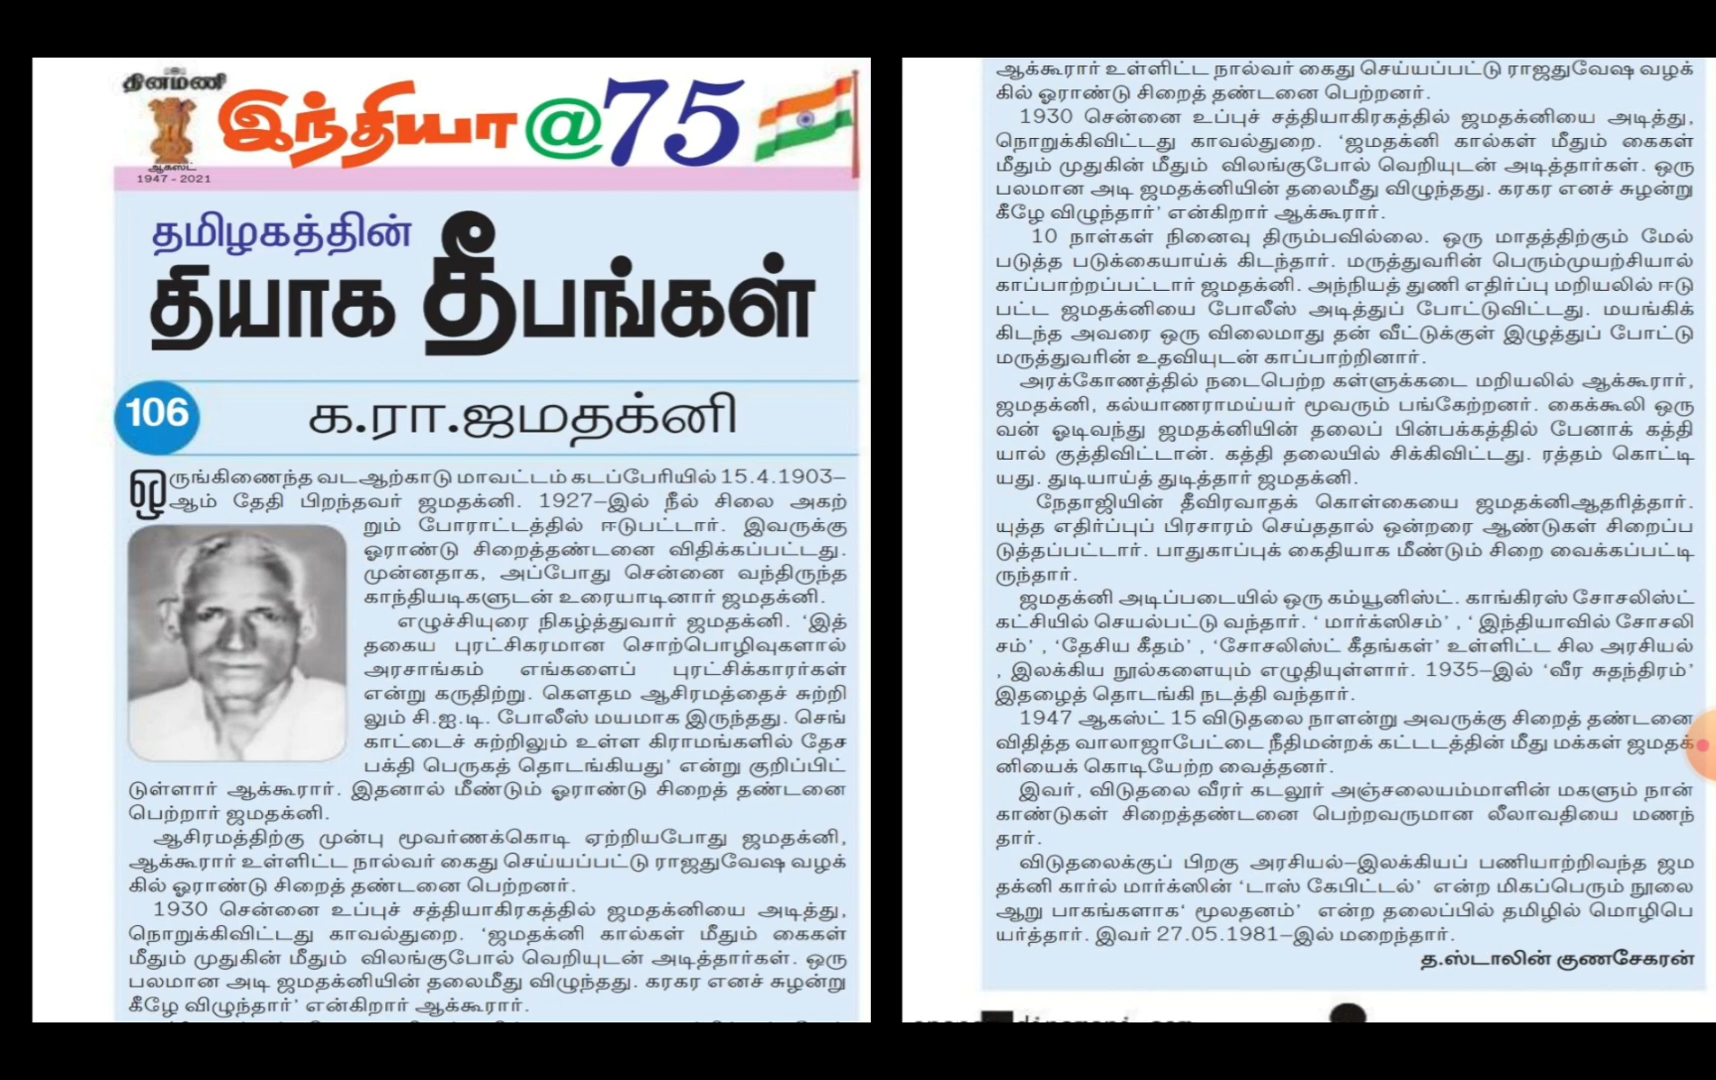 தினமணி
இந்தியா@75
ஆகஸ்ட்
1947 - 2021
தமிழகத்தின்
தியாக தீபங்கள்
106
க.ரா.ஜமதக்னி
ஒருங்கிணைந்த வட ஆற்காடு மாவட்டம் கடப்பேரியில் 15.4.1903–
ஆம் தேதி பிறந்தவர் ஜமதக்னி. 1927–இல் நீல் சிலை அகற்
றும் போராட்டத்தில் ஈடுபட்டார். இவருக்கு
ஓராண்டு சிறைத்தண்டனை விதிக்கப்பட்டது.
முன்னதாக, அப்போது சென்னை வந்திருந்த
காந்தியடிகளுடன் உரையாடினார் ஜமதக்னி.
எழுச்சியுரை நிகழ்த்துவார் ஜமதக்னி. ‘இத்
தகைய புரட்சிகரமான சொற்பொழிவுகளால்
அரசாங்கம் எங்களைப் புரட்சிக்காரர்கள்
என்று கருதிற்று. கௌதம ஆசிரமத்தைச் சுற்றி
லும் சி.ஐ.டி. போலீஸ் மயமாக இருந்தது. செங்
காட்டைச் சுற்றிலும் உள்ள கிராமங்களில் தேச
பக்தி பெருகத் தொடங்கியது’ என்று குறிப்பிட்
டுள்ளார் ஆக்கூரார். இதனால் மீண்டும் ஓராண்டு சிறைத் தண்டனை
பெற்றார் ஜமதக்னி.
ஆசிரமத்திற்கு முன்பு மூவர்ணக்கொடி ஏற்றியபோது ஜமதக்னி,
ஆக்கூரார் உள்ளிட்ட நால்வர் கைது செய்யப்பட்டு ராஜதுவேஷ வழக்
கில் ஓராண்டு சிறைத் தண்டனை பெற்றனர்.
1930 சென்னை உப்புச் சத்தியாகிரகத்தில் ஜமதக்னியை அடித்து,
நொறுக்கிவிட்டது காவல்துறை. ‘ஜமதக்னி கால்கள் மீதும் கைகள்
மீதும் முதுகின் மீதும் விலங்குபோல் வெறியுடன் அடித்தார்கள். ஒரு
பலமான அடி ஜமதக்னியின் தலைமீது விழுந்தது. கரகர எனச் சுழன்று
கீழே விழுந்தார்’ என்கிறார் ஆக்கூரார்.
ஆக்கூரார் உள்ளிட்ட நால்வர் கைது செய்யப்பட்டு ராஜதுவேஷ வழக்
கில் ஓராண்டு சிறைத் தண்டனை பெற்றனர்.
1930 சென்னை உப்புச் சத்தியாகிரகத்தில் ஜமதக்னியை அடித்து,
நொறுக்கிவிட்டது காவல்துறை. ‘ஜமதக்னி கால்கள் மீதும் கைகள்
மீதும் முதுகின் மீதும் விலங்குபோல் வெறியுடன் அடித்தார்கள். ஒரு
பலமான அடி ஜமதக்னியின் தலைமீது விழுந்தது. கரகர எனச் சுழன்று
கீழே விழுந்தார்’ என்கிறார் ஆக்கூரார்.
10 நாள்கள் நினைவு திரும்பவில்லை. ஒரு மாதத்திற்கும் மேல்
படுத்த படுக்கையாய்க் கிடந்தார். மருத்துவரின் பெரும்முயற்சியால்
காப்பாற்றப்பட்டார் ஜமதக்னி. அந்நியத் துணி எதிர்ப்பு மறியலில் ஈடு
பட்ட ஜமதக்னியை போலீஸ் அடித்துப் போட்டுவிட்டது. மயங்கிக்
கிடந்த அவரை ஒரு விலைமாது தன் வீட்டுக்குள் இழுத்துப் போட்டு
மருத்துவரின் உதவியுடன் காப்பாற்றினார்.
அரக்கோணத்தில் நடைபெற்ற கள்ளுக்கடை மறியலில் ஆக்கூரார்,
ஜமதக்னி, கல்யாணராமய்யர் மூவரும் பங்கேற்றனர். கைக்கூலி ஒரு
வன் ஓடிவந்து ஜமதக்னியின் தலைப் பின்பக்கத்தில் பேனாக் கத்தி
யால் குத்திவிட்டான். கத்தி தலையில் சிக்கிவிட்டது. ரத்தம் கொட்டி
யது. துடியாய்த் துடித்தார் ஜமதக்னி.
நேதாஜியின் தீவிரவாதக் கொள்கையை ஜமதக்னிஆதரித்தார்.
யுத்த எதிர்ப்புப் பிரசாரம் செய்ததால் ஒன்றரை ஆண்டுகள் சிறைப்ப
டுத்தப்பட்டார். பாதுகாப்புக் கைதியாக மீண்டும் சிறை வைக்கப்பட்டி
ருந்தார்.
ஜமதக்னி அடிப்படையில் ஒரு கம்யூனிஸ்ட். காங்கிரஸ் சோசலிஸ்ட்
கட்சியில் செயல்பட்டு வந்தார். ‘ மார்க்ஸிசம்’ , ‘ இந்தியாவில் சோசலி
சம்’ , ‘தேசிய கீதம்’ , ‘சோசலிஸ்ட் கீதங்கள்’ உள்ளிட்ட சில அரசியல்
, இலக்கிய நூல்களையும் எழுதியுள்ளார். 1935–இல் ‘வீர சுதந்திரம்’
இதழைத் தொடங்கி நடத்தி வந்தார்.
1947 ஆகஸ்ட் 15 விடுதலை நாளன்று அவருக்கு சிறைத் தண்டனை
விதித்த வாலாஜாபேட்டை நீதிமன்றக் கட்டடத்தின் மீது மக்கள் ஜமதக்
னியைக் கொடியேற்ற வைத்தனர்.
இவர், விடுதலை வீரர் கடலூர் அஞ்சலையம்மாளின் மகளும் நான்
காண்டுகள் சிறைத்தண்டனை பெற்றவருமான லீலாவதியை மணந்
தார்.
விடுதலைக்குப் பிறகு அரசியல்–இலக்கியப் பணியாற்றிவந்த ஜம
தக்னி கார்ல் மார்க்ஸின் ‘டாஸ் கேபிட்டல்’ என்ற மிகப்பெரும் நூலை
ஆறு பாகங்களாக‘ மூலதனம்’ என்ற தலைப்பில் தமிழில் மொழிபெ
யர்த்தார். இவர் 27.05.1981–இல் மறைந்தார்.
த.ஸ்டாலின் குணசேகரன்